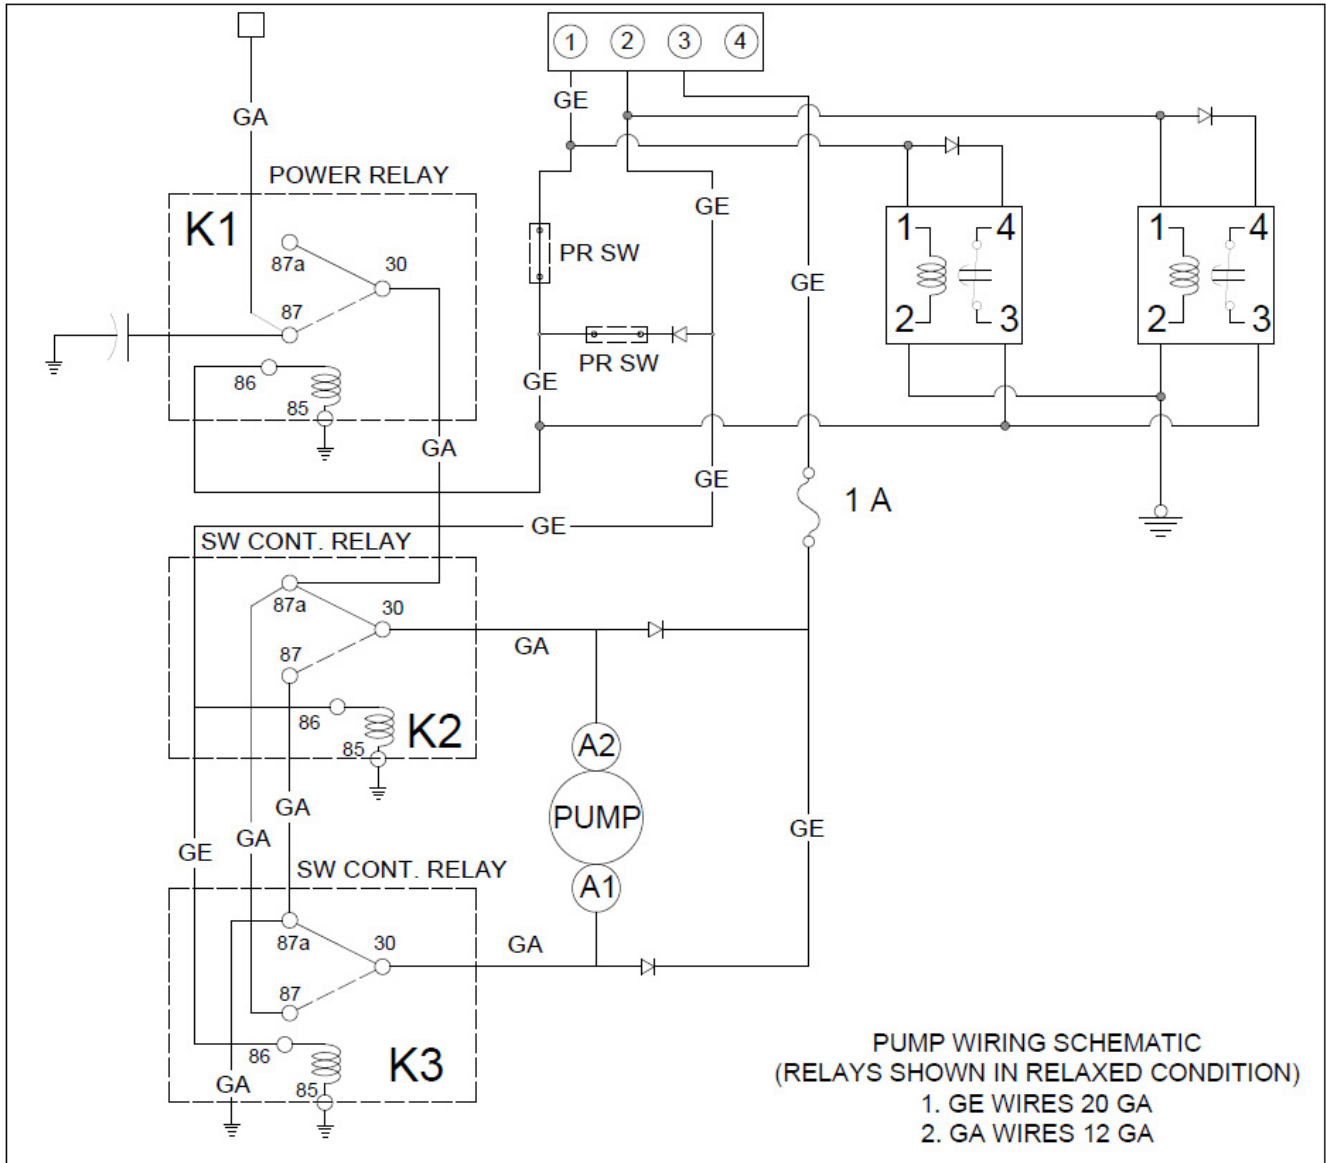 1 2 3 4
GE
GA
POWER RELAY
K1
87a
30
87
86
85
GE
PR SW
PR SW
GE
GE
1 4
2 3
1 4
2 3
GA
GE
1 A
GE
SW CONT. RELAY
87a
30
87
86
85
K2
GA
A2
PUMP
A1
GA
GA
GE
GE
SW CONT. RELAY
87a
30
87
86
85
K3
GA
GA
PUMP WIRING SCHEMATIC
(RELAYS SHOWN IN RELAXED CONDITION)
1. GE WIRES 20 GA
2. GA WIRES 12 GA